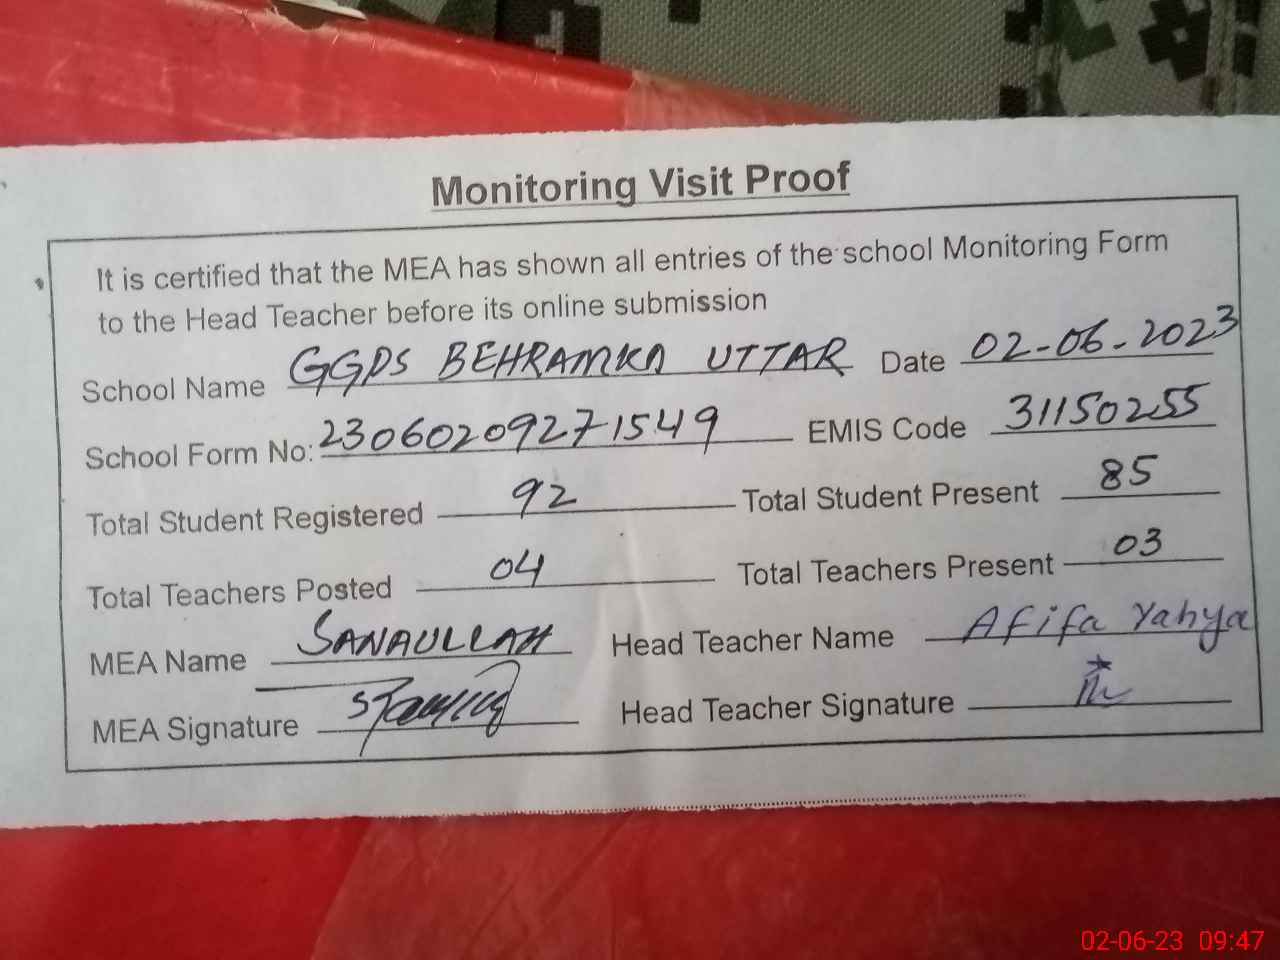 Monitoring Visit Proof
It is certified that the MEA has shown all entries of the school Monitoring Form
to the Head Teacher before its online submission
School Name GGPS BEHRAMKA UTTAR Date 02-06-2023
School Form No: 230602092271549 EMIS Code 31150255
Total Student Registered 92 Total Student Present 85
Total Teachers Posted 04 Total Teachers Present 03
MEA Name SANAULLAH Head Teacher Name Afifa Yahya
MEA Signature Head Teacher Signature
02-06-23 09:47